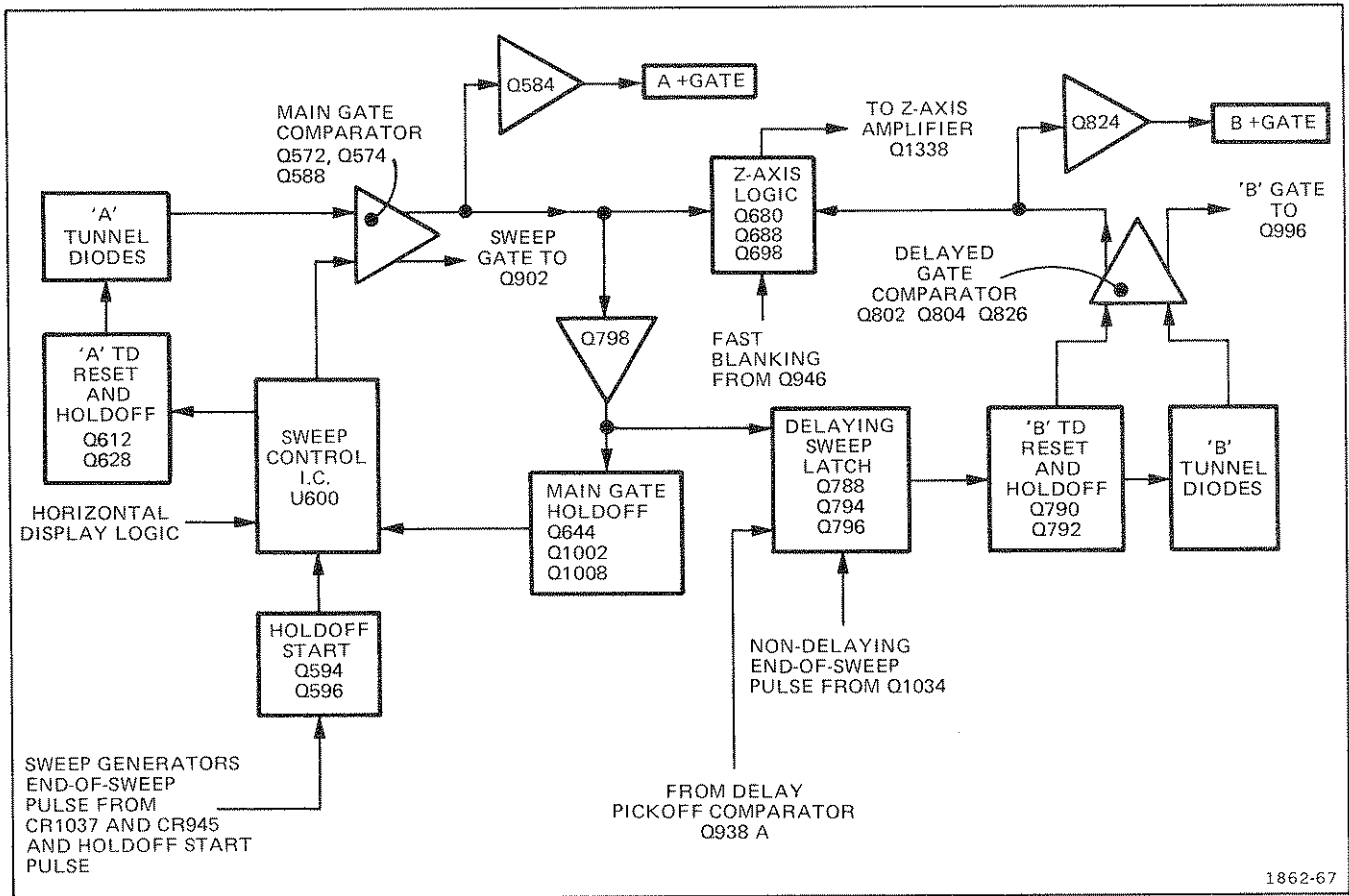 Q584
A +GATE
MAIN GATE
COMPARATOR
Q572, Q574
Q588
TO Z-AXIS
AMPLIFIER
Q1338
Q824
B +GATE
'A'
TUNNEL
DIODES
Z-AXIS
LOGIC
Q680
Q688
Q698
SWEEP
GATE TO
Q902
'B' GATE
TO
Q996
DELAYED
GATE
COMPARATOR
Q802 Q804 Q826
'A' TD
RESET
AND
HOLDOFF
Q612
Q628
Q798
FAST
BLANKING
FROM Q946
SWEEP
CONTROL
I.C.
U600
DELAYING
SWEEP
LATCH
Q788
Q794
Q796
'B' TD
RESET
AND
HOLDOFF
Q790
Q792
'B'
TUNNEL
DIODES
HORIZONTAL
DISPLAY LOGIC
MAIN GATE
HOLDOFF
Q644
Q1002
Q1008
HOLDOFF
START
Q594
Q596
NON-DELAYING
END-OF-SWEEP
PULSE FROM Q1034
SWEEP GENERATORS
END-OF-SWEEP
PULSE FROM
CR1037 AND CR945
AND HOLDOFF START
PULSE
FROM DELAY
PICKOFF COMPARATOR
Q938 A
1862-67